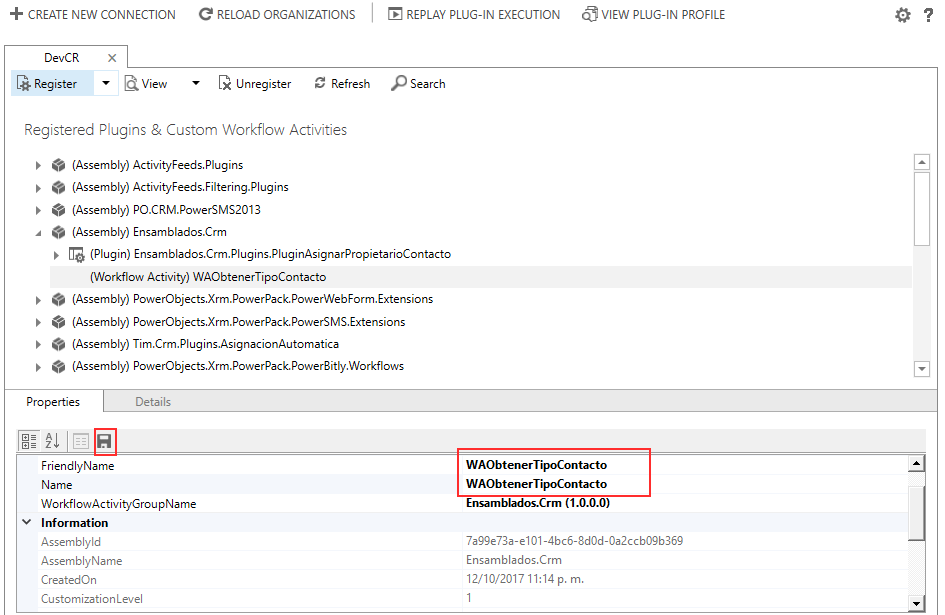 CREATE NEW CONNECTION RELOAD ORGANIZATIONS REPLAY PLUG-IN EXECUTION VIEW PLUG-IN PROFILE ?
DevCR ×
Register View Unregister Refresh Search
Registered Plugins & Custom Workflow Activities
(Assembly) ActivityFeeds.Plugins
(Assembly) ActivityFeeds.Filtering.Plugins
(Assembly) PO.CRM.PowerSMS2013
(Assembly) Ensamblados.Crm
(Plugin) Ensamblados.Crm.Plugins.PluginAsignarPropietarioContacto
(Workflow Activity) WAObtenerTipoContacto
(Assembly) PowerObjects.Xrm.PowerPack.PowerWebForm.Extensions
(Assembly) PowerObjects.Xrm.PowerPack.PowerSMS.Extensions
(Assembly) Tim.Crm.Plugins.AsignacionAutomatica
(Assembly) PowerObjects.Xrm.PowerPack.PowerBitly.Workflows
Properties Details
FriendlyName WAObtenerTipoContacto
Name WAObtenerTipoContacto
WorkflowActivityGroupName Ensamblados.Crm (1.0.0.0)
Information
AssemblyId 7a99e73a-e101-4bc6-8d0d-0a2ccb09b369
AssemblyName Ensamblados.Crm
CreatedOn 12/10/2017 11:14 p. m.
CustomizationLevel 1